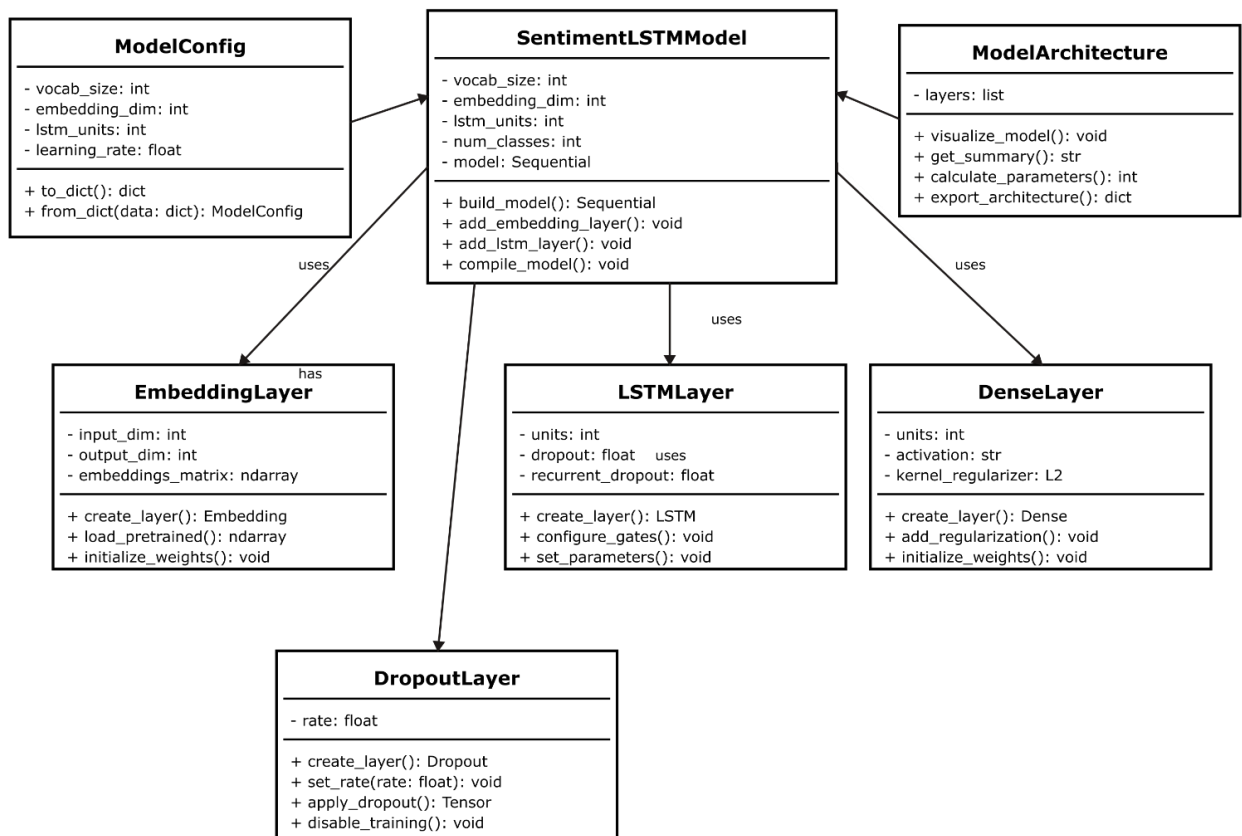 ModelConfig
- vocab_size: int
- embedding_dim: int
- lstm_units: int
- learning_rate: float
+ to_dict(): dict
+ from_dict(data: dict): ModelConfig
SentimentLSTMModel
- vocab_size: int
- embedding_dim: int
- lstm_units: int
- num_classes: int
- model: Sequential
+ build_model(): Sequential
+ add_embedding_layer(): void
+ add_lstm_layer(): void
+ compile_model(): void
ModelArchitecture
- layers: list
+ visualize_model(): void
+ get_summary(): str
+ calculate_parameters(): int
+ export_architecture(): dict
uses
uses
uses
has
EmbeddingLayer
- input_dim: int
- output_dim: int
- embeddings_matrix: ndarray
+ create_layer(): Embedding
+ load_pretrained(): ndarray
+ initialize_weights(): void
LSTMLayer
- units: int
- dropout: float
uses
- recurrent_dropout: float
+ create_layer(): LSTM
+ configure_gates(): void
+ set_parameters(): void
DenseLayer
- units: int
- activation: str
- kernel_regularizer: L2
+ create_layer(): Dense
+ add_regularization(): void
+ initialize_weights(): void
DropoutLayer
- rate: float
+ create_layer(): Dropout
+ set_rate(rate: float): void
+ apply_dropout(): Tensor
+ disable_training(): void